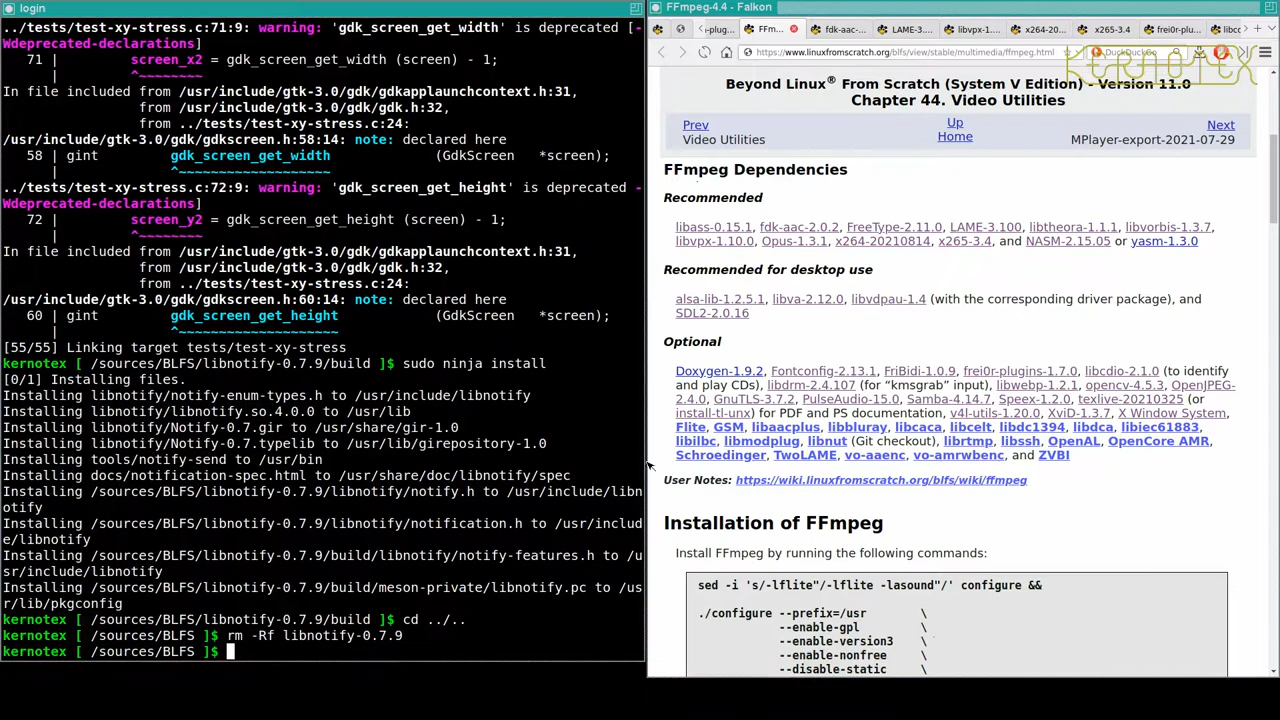 login
../tests/test-xy-stress.c:71:9: warning: 'gdk_screen_get_width' is deprecated [-
Wdeprecated-declarations]
71 | screen_x2 = gdk_screen_get_width (screen) - 1;
| ^~~~~~~~~
In file included from /usr/include/gtk-3.0/gdk/gdkapplaunchcontext.h:31,
from /usr/include/gtk-3.0/gdk/gdk.h:32,
from ../tests/test-xy-stress.c:24:
/usr/include/gtk-3.0/gdk/gdkscreen.h:58:14: note: declared here
58 | gint gdk_screen_get_width (GdkScreen *screen);
| ^~~~~~~~~~~~~~~~~~~~
../tests/test-xy-stress.c:72:9: warning: 'gdk_screen_get_height' is deprecated -
Wdeprecated-declarations]
72 | screen_y2 = gdk_screen_get_height (screen) - 1;
| ^~~~~~~~~
In file included from /usr/include/gtk-3.0/gdk/gdkapplaunchcontext.h:31,
from /usr/include/gtk-3.0/gdk/gdk.h:32,
from ../tests/test-xy-stress.c:24:
/usr/include/gtk-3.0/gdk/gdkscreen.h:60:14: note: declared here
60 | gint gdk_screen_get_height (GdkScreen *screen);
| ^~~~~~~~~~~~~~~~~~~~~
[55/55] Linking target tests/test-xy-stress
kernotex [ /sources/BLFS/libnotify-0.7.9/build ]$ sudo ninja install
[0/1] Installing files.
Installing libnotify/notify-enum-types.h to /usr/include/libnotify
Installing libnotify/libnotify.so.4.0.0 to /usr/lib
Installing libnotify/Notify-0.7.gir to /usr/share/gir-1.0
Installing libnotify/Notify-0.7.typelib to /usr/lib/girepository-1.0
Installing tools/notify-send to /usr/bin
Installing docs/notification-spec.html to /usr/share/doc/libnotify/spec
Installing /sources/BLFS/libnotify-0.7.9/libnotify/notify.h to /usr/include/libn
otify
Installing /sources/BLFS/libnotify-0.7.9/libnotify/notification.h to /usr/includ
e/libnotify
Installing /sources/BLFS/libnotify-0.7.9/build/libnotify/notify-features.h to /u
sr/include/libnotify
Installing /sources/BLFS/libnotify-0.7.9/build/meson-private/libnotify.pc to /us
r/lib/pkgconfig
kernotex [ /sources/BLFS/libnotify-0.7.9/build ]$ cd ../..
kernotex [ /sources/BLFS ]$ rm -Rf libnotify-0.7.9
kernotex [ /sources/BLFS ]$
FFmpeg-4.4 - Falkon
-plug... FFm... fdk-aac-... LAME-3.... libvpx-1.... x264-20... x265-3.4 frei0r-plu... libcc
https://www.linuxfromscratch.org/blfs/view/stable/multimedia/ffmpeg.html DuckDuckGo
KERNOTEX
Beyond Linux® From Scratch (System V Edition) - Version 11.0
Chapter 44. Video Utilities
Prev Up Next
Video Utilities Home MPlayer-export-2021-07-29
FFmpeg Dependencies
Recommended
libass-0.15.1, fdk-aac-2.0.2, FreeType-2.11.0, LAME-3.100, libtheora-1.1.1, libvorbis-1.3.7,
libvpx-1.10.0, Opus-1.3.1, x264-20210814, x265-3.4, and NASM-2.15.05 or yasm-1.3.0
Recommended for desktop use
alsa-lib-1.2.5.1, libva-2.12.0, libvdpau-1.4 (with the corresponding driver package), and
SDL2-2.0.16
Optional
Doxygen-1.9.2, Fontconfig-2.13.1, FriBidi-1.0.9, frei0r-plugins-1.7.0, libcdio-2.1.0 (to identify
and play CDs), libdrm-2.4.107 (for “kmsgrab” input), libwebp-1.2.1, opencv-4.5.3, OpenJPEG-
2.4.0, GnuTLS-3.7.2, PulseAudio-15.0, Samba-4.14.7, Speex-1.2.0, texlive-20210325 (or
install-tl-unx) for PDF and PS documentation, v4l-utils-1.20.0, XviD-1.3.7, X Window System,
Flite, GSM, libaacplus, libbluray, libcaca, libcelt, libdc1394, libdca, libiec61883,
libilbc, libmodplug, libnut (Git checkout), librtmp, libssh, OpenAL, OpenCore AMR,
Schroedinger, TwoLAME, vo-aaenc, vo-amrwbenc, and ZVBI
User Notes: https://wiki.linuxfromscratch.org/blfs/wiki/ffmpeg
Installation of FFmpeg
Install FFmpeg by running the following commands:
sed -i 's/-lflite"/-lflite -lasound"/' configure &&
./configure --prefix=/usr \
--enable-gpl \
--enable-version3 \
--enable-nonfree \
--disable-static \